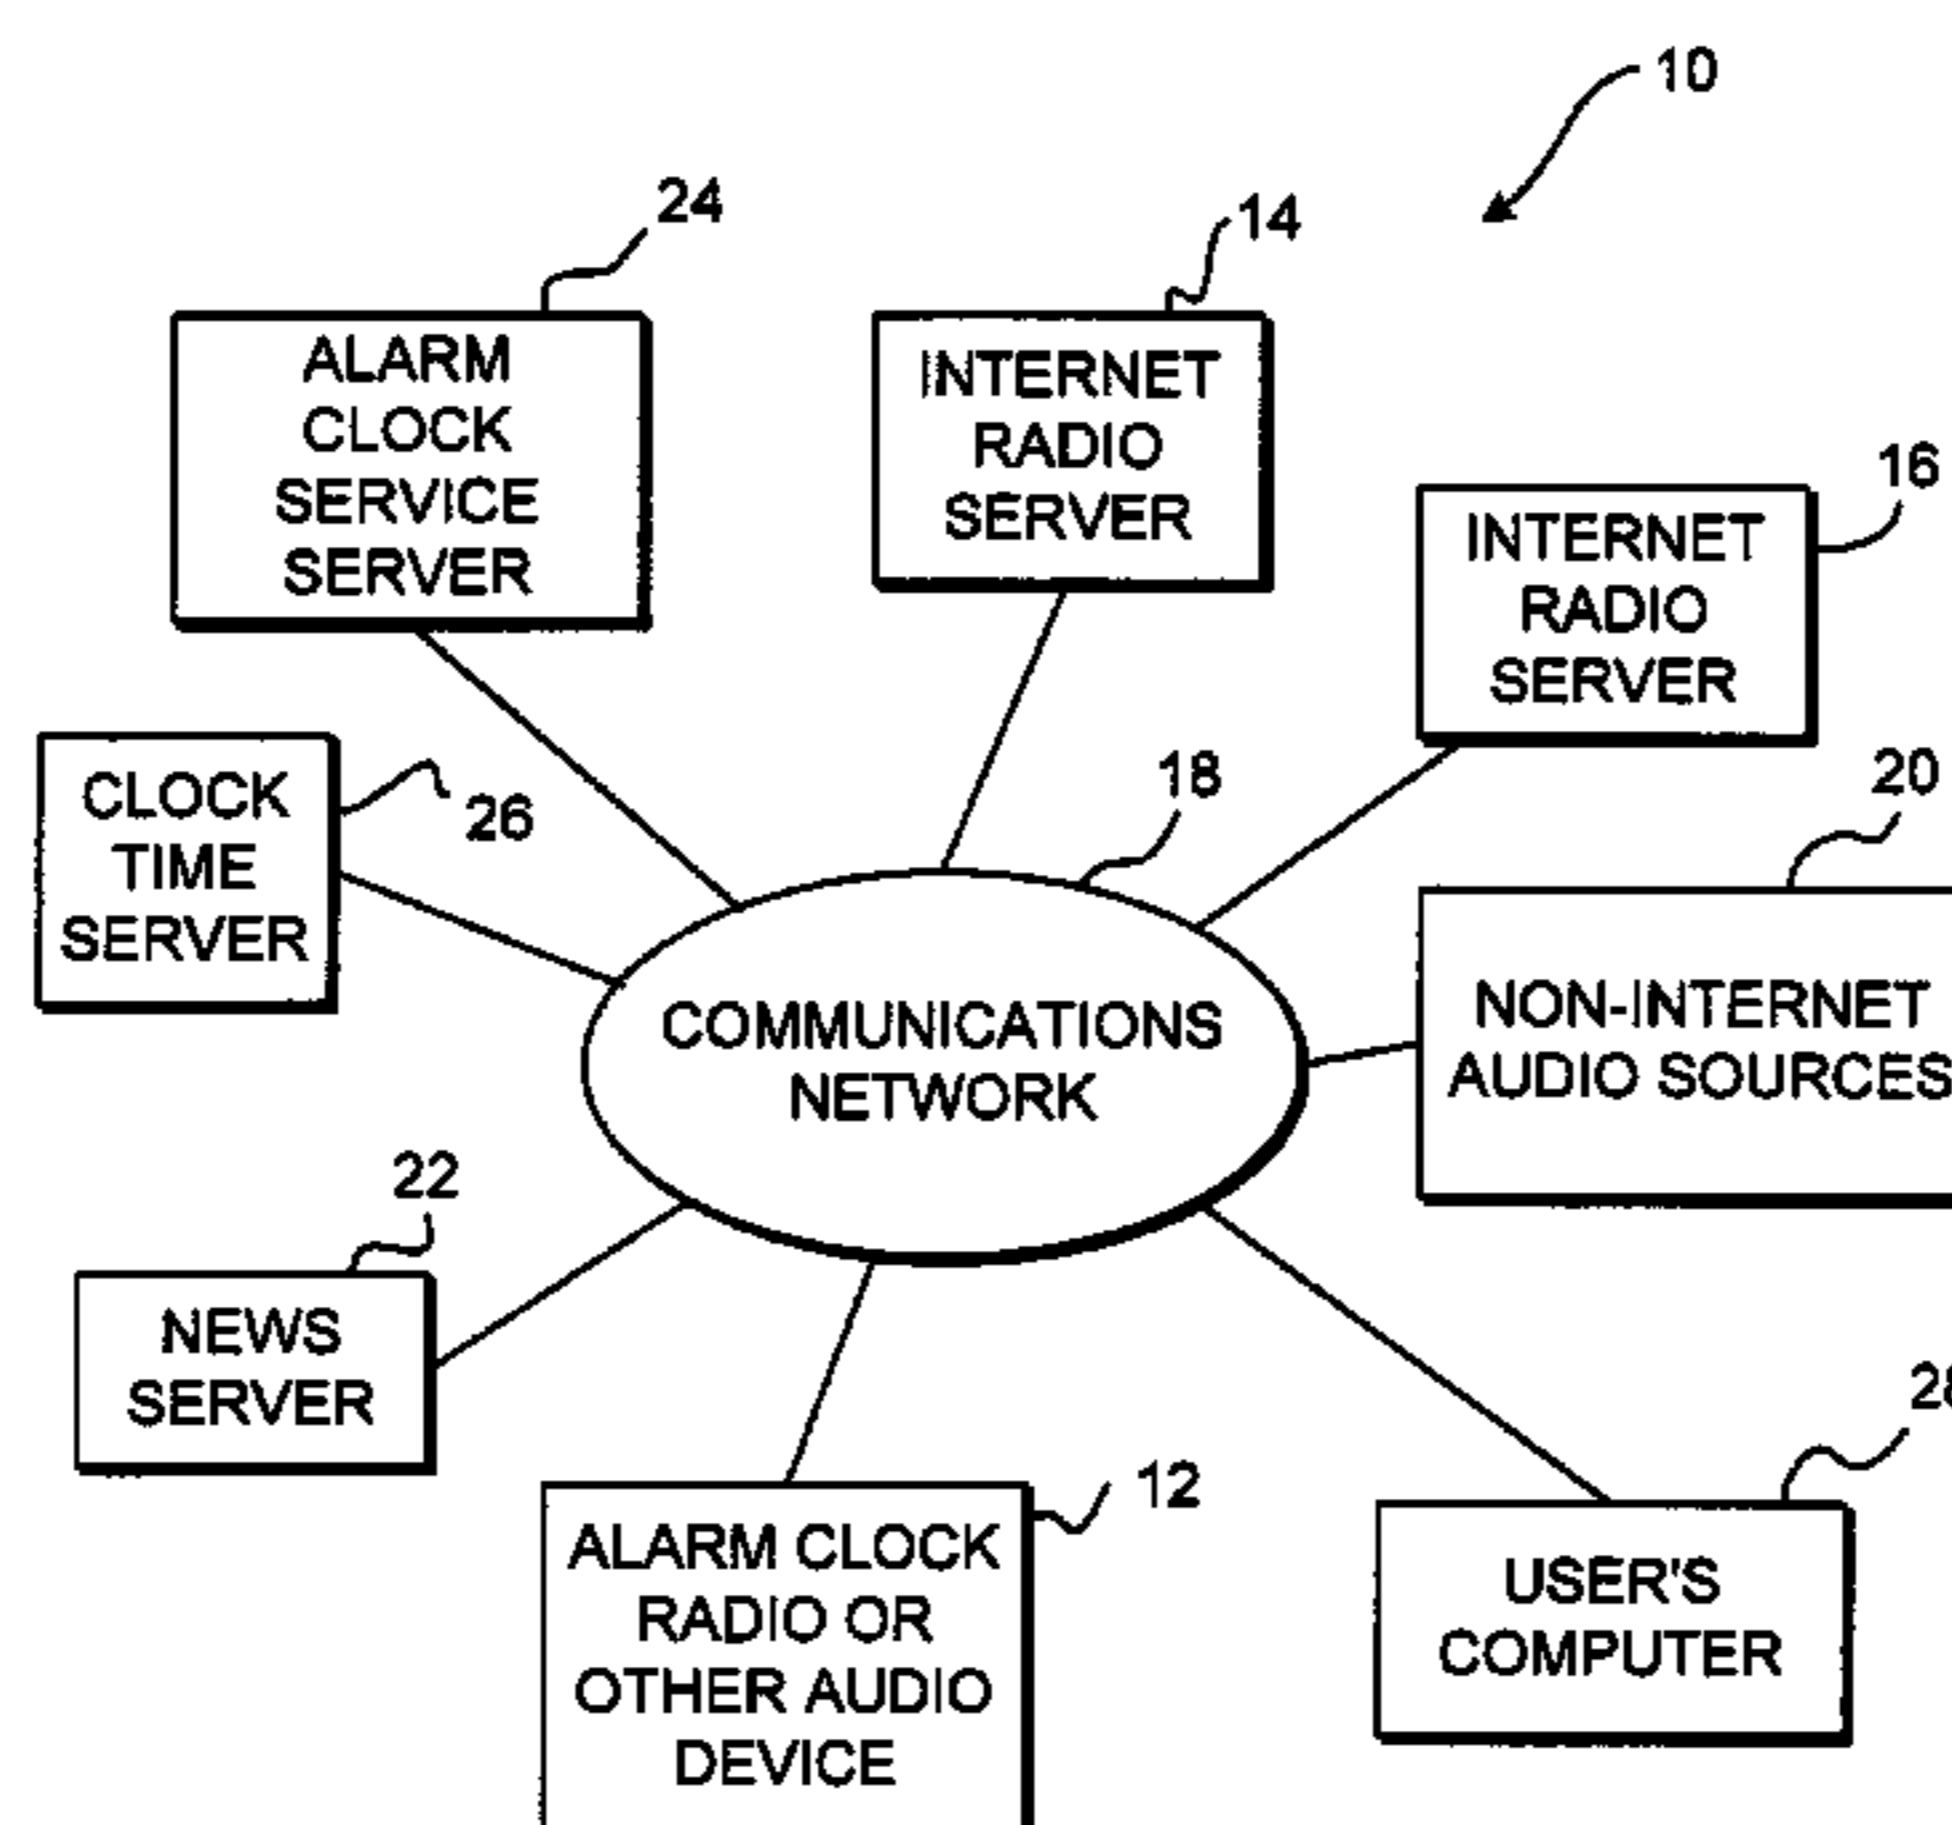 10
24
14
ALARM
CLOCK
SERVICE
SERVER
INTERNET
RADIO
SERVER
16
INTERNET
RADIO
SERVER
CLOCK
TIME
SERVER
26
18
20
COMMUNICATIONS
NETWORK
NON-INTERNET
AUDIO SOURCES
22
NEWS
SERVER
12
ALARM CLOCK
RADIO OR
OTHER AUDIO
DEVICE
USER'S
COMPUTER